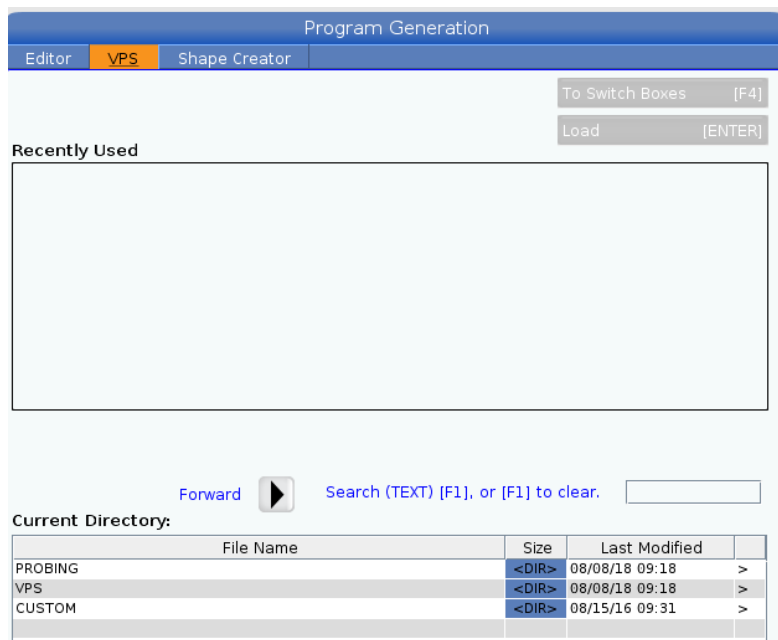 Program Generation
Editor VPS Shape Creator
To Switch Boxes [F4]
Load [ENTER]
Recently Used
Forward Search (TEXT) [F1], or [F1] to clear.
Current Directory:
File Name Size Last Modified
PROBING <DIR> 08/08/18 09:18 >
VPS <DIR> 08/08/18 09:18 >
CUSTOM <DIR> 08/15/16 09:31 >